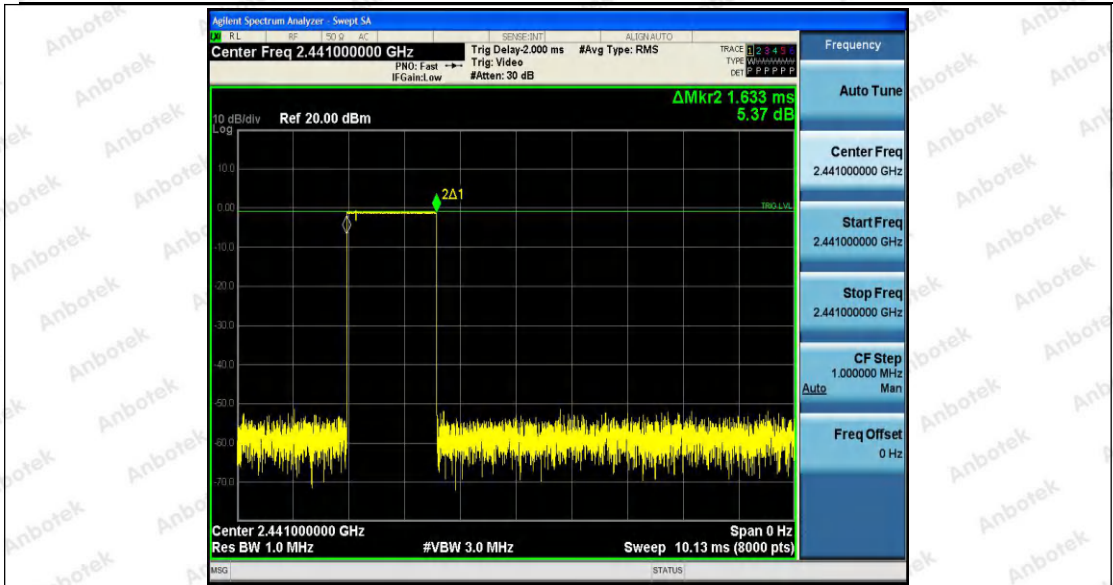 Agilent Spectrum Analyzer - Swept SA
RL RF 50 Ω AC SENSE:INT ALIGN AUTO
Center Freq 2.441000000 GHz
PNO: Fast
IFGain:Low
Trig Delay-2.000 ms
Trig: Video
#Atten: 30 dB
#Avg Type: RMS
TRACE 1 2 3 4 5 6
TYPE WWWWWW
DET P P P P P P
ΔMkr2 1.633 ms
5.37 dB
10 dB/div Ref 20.00 dBm
Log
10.0
0.00
-10.0
-20.0
-30.0
-40.0
-50.0
-60.0
-70.0
2Δ1
TRIG LVL
Center 2.441000000 GHz
Span 0 Hz
Res BW 1.0 MHz
#VBW 3.0 MHz
Sweep 10.13 ms (8000 pts)
MSG
STATUS
Frequency
Auto Tune
Center Freq
2.441000000 GHz
Start Freq
2.441000000 GHz
Stop Freq
2.441000000 GHz
CF Step
1.000000 MHz
Auto Man
Freq Offset
0 Hz
Anbotek